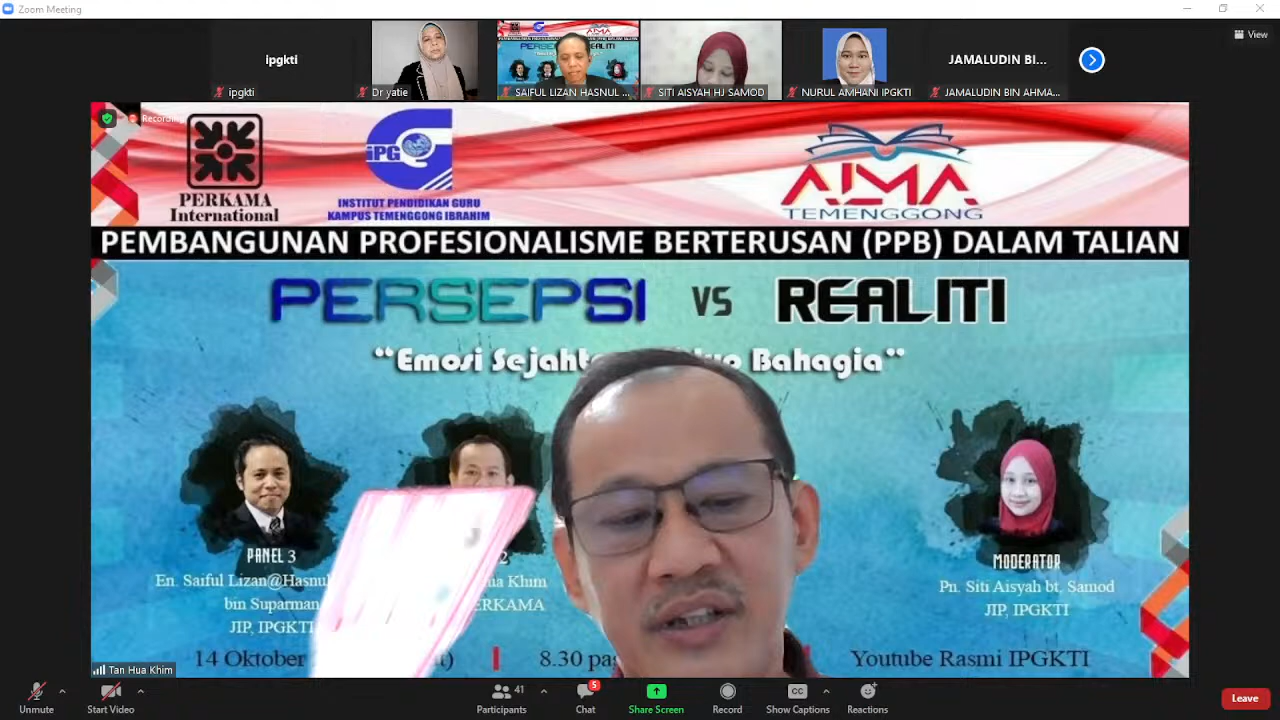 Zoom Meeting
View
ipgkti
JAMALUDIN BI...
ipgkti
Dr yatie
SAIFUL LIZAN HASNUL ...
SITI AISYAH HJ SAMOD
NURUL AMHANI IPGKTI
JAMALUDIN BIN AHMA...
Recording
PERKAMA
International
iPG
INSTITUT PENDIDIKAN GURU
KAMPUS TEMENGGONG IBRAHIM
AIMA
TEMENGGONG
PEMBANGUNAN PROFESIONALISME BERTERUSAN (PPB) DALAM TALIAN
PERSEPSI VS REALITI
“Emosi Bahagia”
PANEL 3
En. Saiful Lizan@Hasnul
bin Suparman
JIP, IPGKTI
2
Khim
PERKAMA
MODERATOR
Pn. Siti Aisyah bt. Samod
JIP, IPGKTI
14 Oktober | 8.30 | Youtube Rasmi IPGKTI
Tan Hua Khim
Unmute
Start Video
41
Participants
5
Chat
Share Screen
Record
CC
Show Captions
Reactions
Leave